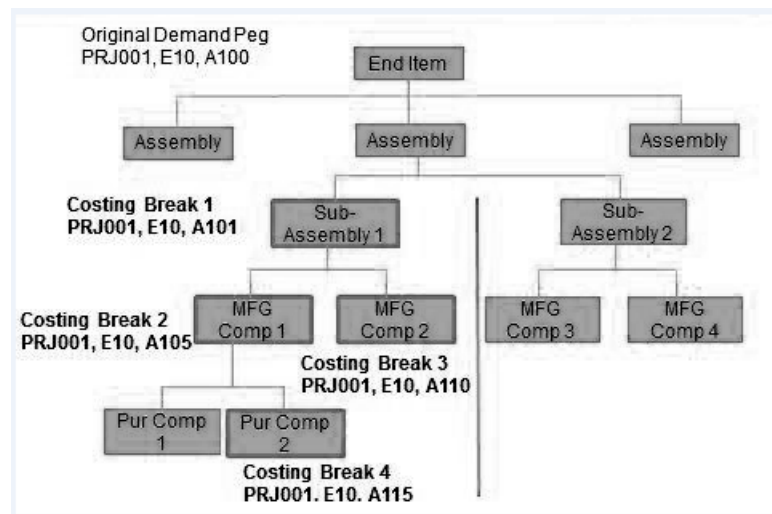 Original Demand Peg
PRJ001, E10, A100
End Item
Assembly
Assembly
Assembly
Costing Break 1
PRJ001, E10, A101
Sub-
Assembly 1
Sub-
Assembly 2
Costing Break 2
PRJ001, E10, A105
MFG
Comp 1
MFG
Comp 2
MFG
Comp 3
MFG
Comp 4
Costing Break 3
PRJ001, E10, A110
Pur Comp
1
Pur Comp
2
Costing Break 4
PRJ001. E10. A115